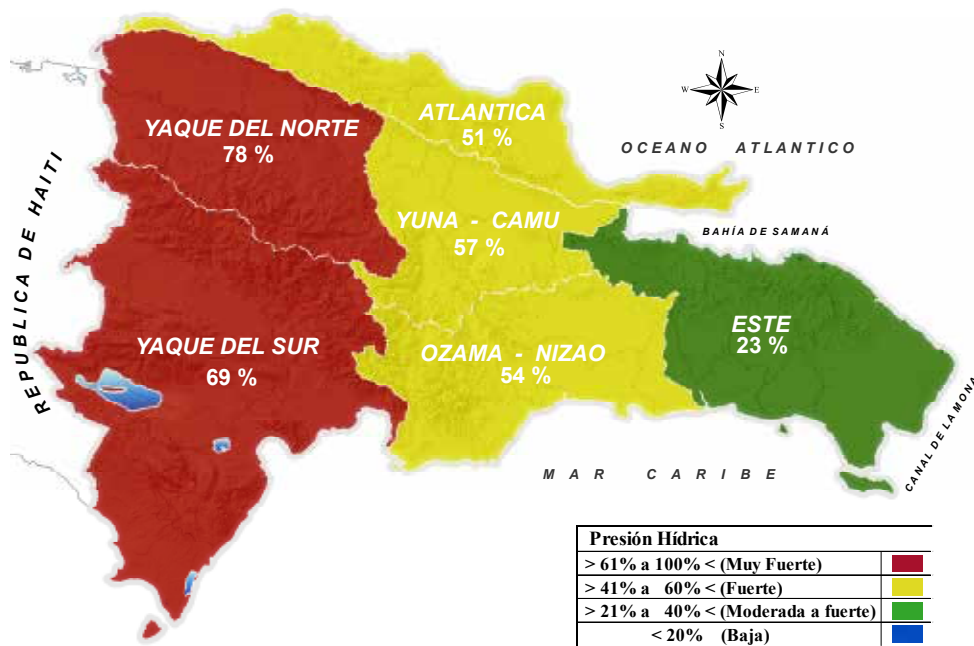 N
W E
S
ATLANTICA
51 %
YAQUE DEL NORTE
78 %
OCEANO ATLANTICO
REPUBLICA DE HAITI
YUNA - CAMU
57 %
BAHÍA DE SAMANÁ
ESTE
23 %
YAQUE DEL SUR
69 %
OZAMA - NIZAO
54 %
CANAL DE LA MONA
MAR CARIBE
Presión Hídrica
> 61% a 100% < (Muy Fuerte)
> 41% a 60% < (Fuerte)
> 21% a 40% < (Moderada a fuerte)
< 20% (Baja)